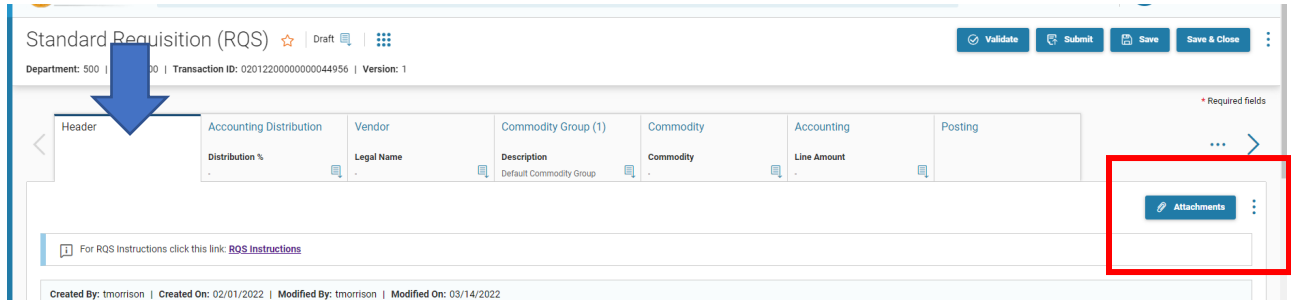 Standard Requisition (RQS) Draft
Validate Submit Save Save & Close
Department: 500 | 00 | Transaction ID: 02012200000000044956 | Version: 1
* Required fields
Header Accounting Distribution Vendor Commodity Group (1) Commodity Accounting Posting
Distribution % Legal Name Description Commodity Line Amount
- - Default Commodity Group - -
Attachments
For RQS Instructions click this link: RQS Instructions
Created By: tmorrison | Created On: 02/01/2022 | Modified By: tmorrison | Modified On: 03/14/2022